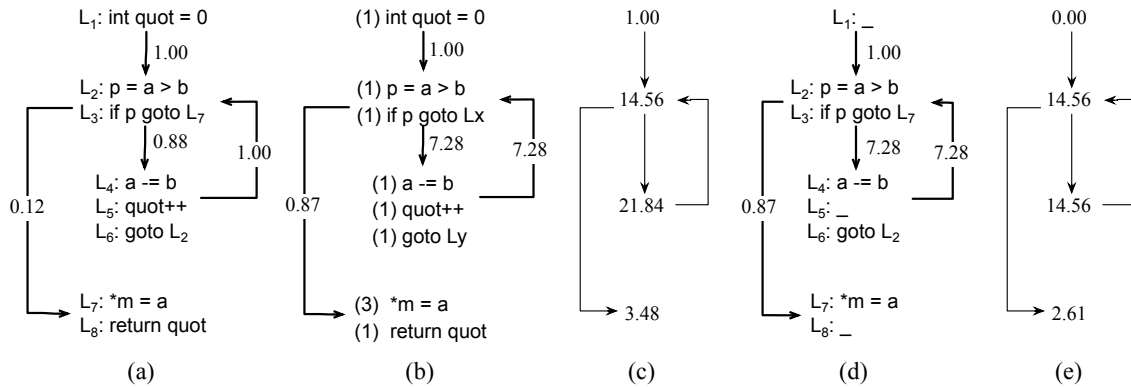 L₁: int quot = 0
1.00
L₂: p = a > b
L₃: if p goto L₇
0.88
1.00
L₄: a -= b
0.12
L₅: quot++
L₆: goto L₂
L₇: *m = a
L₈: return quot
(a)
(1) int quot = 0
1.00
(1) p = a > b
(1) if p goto Lx
7.28
7.28
(1) a -= b
0.87
(1) quot++
(1) goto Ly
(3) *m = a
(1) return quot
(b)
1.00
14.56
21.84
3.48
(c)
L₁: _
1.00
L₂: p = a > b
L₃: if p goto L₇
7.28
7.28
L₄: a -= b
0.87
L₅: _
L₆: goto L₂
L₇: *m = a
L₈: _
(d)
0.00
14.56
14.56
2.61
(e)